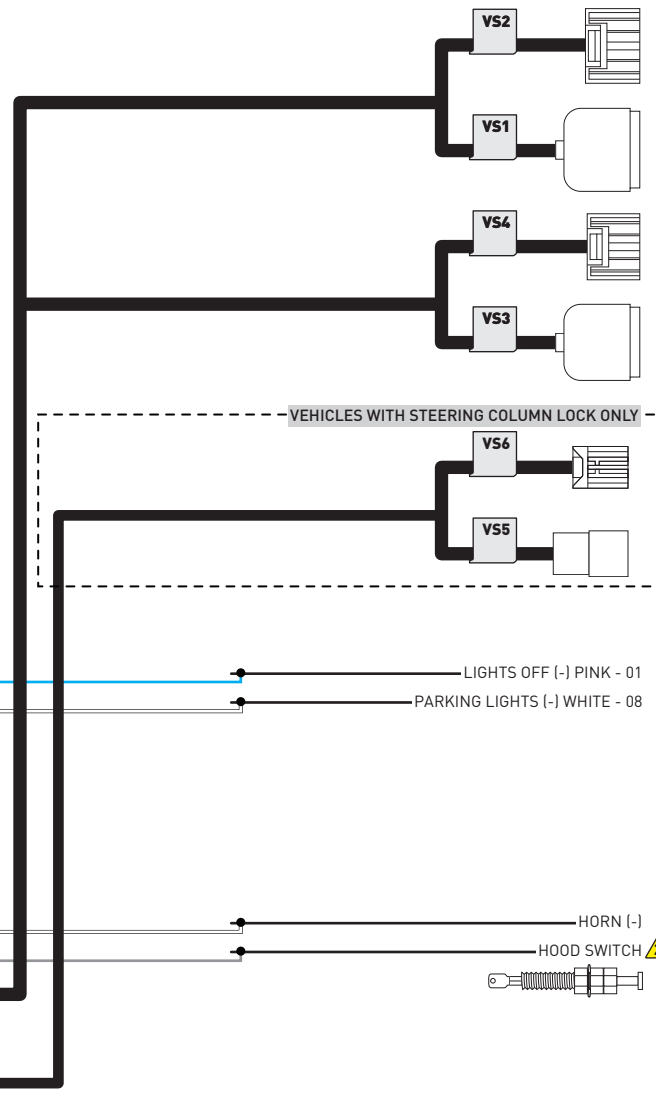 VS2
VS1
VS4
VS3
VEHICLES WITH STEERING COLUMN LOCK ONLY
VS6
VS5
LIGHTS OFF (-) PINK - 01
PARKING LIGHTS (-) WHITE - 08
HORN (-)
HOOD SWITCH